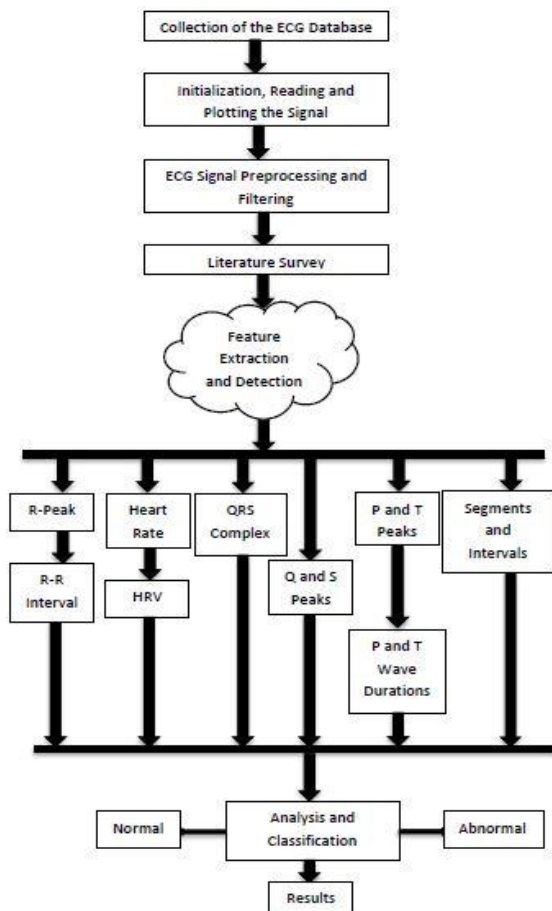 Collection of the ECG Database
Initialization, Reading and
Plotting the Signal
ECG Signal Preprocessing and
Filtering
Literature Survey
Feature
Extraction
and Detection
R-Peak
R-R
Interval
Heart
Rate
HRV
QRS
Complex
Q and S
Peaks
P and T
Peaks
P and T
Wave
Durations
Segments
and
Intervals
Normal
Analysis and
Classification
Abnormal
Results